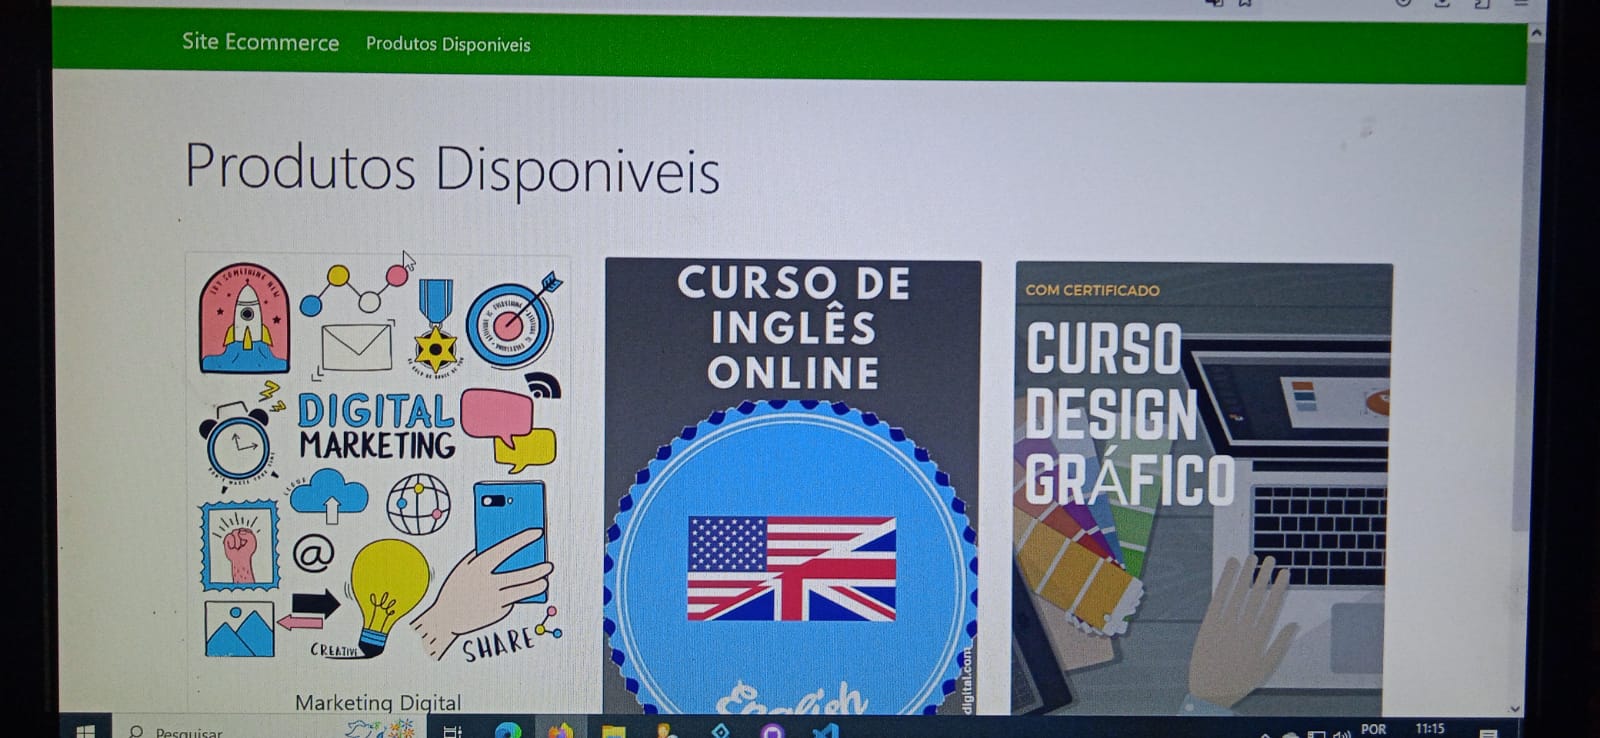 Site Ecommerce
Produtos Disponiveis
Produtos Disponiveis
DIGITAL
MARKETING
CREATIVE
SHARE
Marketing Digital
CURSO DE
INGLÊS
ONLINE
English
digital.com
COM CERTIFICADO
CURSO
DESIGN
GRÁFICO
Pesquisar
POR
11:15